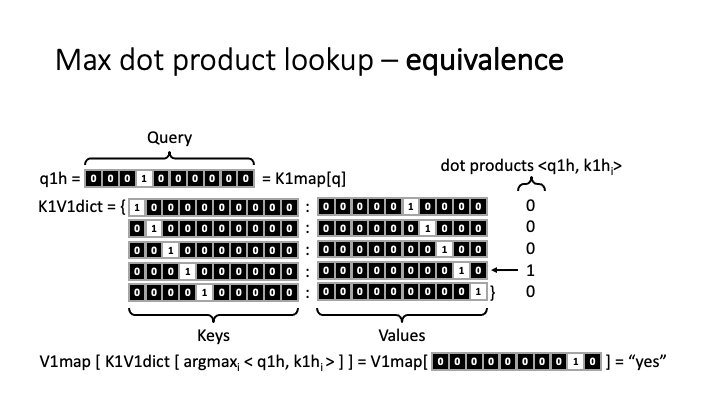 Max dot product lookup – equivalence
Query
dot products <q1h, k1hᵢ>
q1h = 0 0 0 1 0 0 0 0 0 0 = K1map[q]
K1V1dict = { 1 0 0 0 0 0 0 0 0 0 : 0 0 0 0 0 1 0 0 0 0 0
0 1 0 0 0 0 0 0 0 0 : 0 0 0 0 0 0 1 0 0 0 0
0 0 1 0 0 0 0 0 0 0 : 0 0 0 0 0 0 0 1 0 0 0
0 0 0 1 0 0 0 0 0 0 : 0 0 0 0 0 0 0 0 1 0 1
0 0 0 0 1 0 0 0 0 0 : 0 0 0 0 0 0 0 0 0 1 } 0
Keys Values
V1map [ K1V1dict [ argmaxᵢ < q1h, k1hᵢ > ] ] = V1map[ 0 0 0 0 0 0 0 0 1 0 ] = “yes”